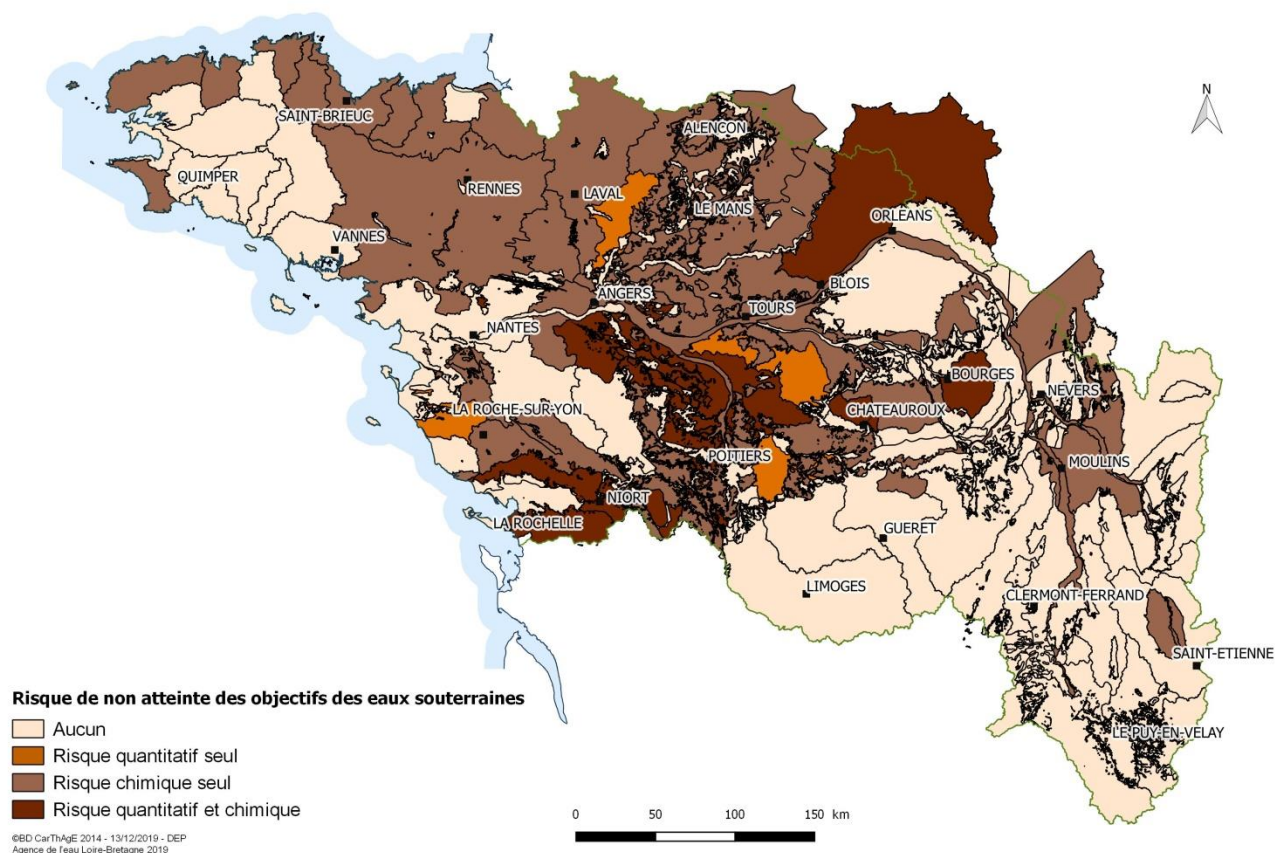 N
SAINT-BRIEUC
ALENCON
QUIMPER
RENNES
LAVAL
LE MANS
ORLÉANS
VANNES
BLOIS
ANGERS
TOURS
NANTES
BOURGES
NEVERS
LA ROCHE-SUR-YON
CHATEAUROUX
POITIERS
MOULINS
NIORT
LA ROCHELLE
GUERET
LIMOGES
CLERMONT-FERRAND
SAINT-ETIENNE
LE-PUY-EN-VELAY
Risque de non atteinte des objectifs des eaux souterraines
Aucun
Risque quantitatif seul
Risque chimique seul
Risque quantitatif et chimique
0 50 100 150 km
©BD CarThAgE 2014 - 13/12/2019 - DEP
Agence de l'eau Loire-Bretagne 2019